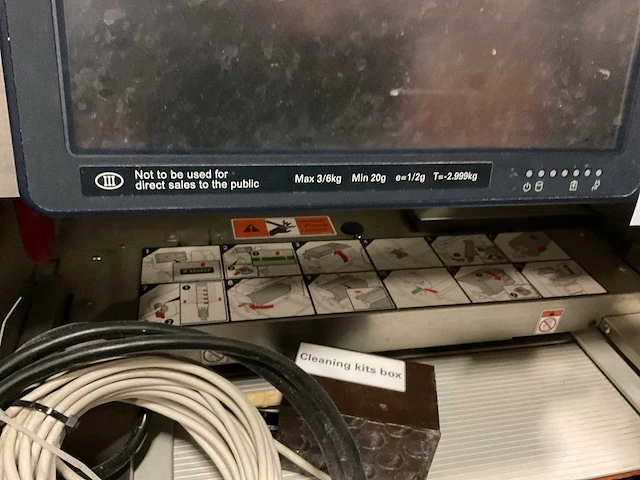 III
Not to be used for
direct sales to the public
Max 3/6kg Min 20g e=1/2g T=-2.999kg
Cleaning kits box